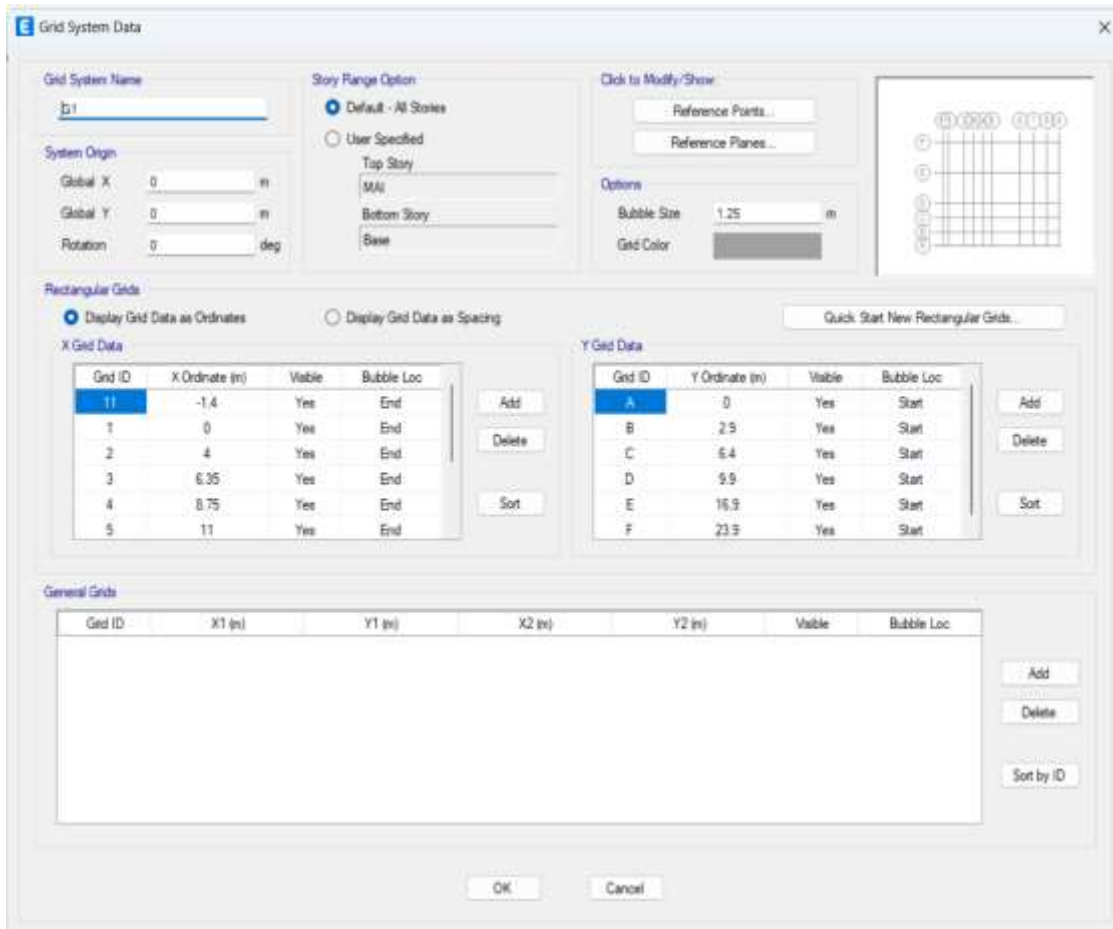 Grid System Data
Grid System Name
G1
System Origin
Global X 0 m
Global Y 0 m
Rotation 0 deg
Story Range Option
Default - All Stories
User Specified
Top Story
MAI
Bottom Story
Base
Click to Modify/Show:
Reference Points...
Reference Planes...
Options
Bubble Size 1.25 m
Grid Color
Rectangular Grids
Display Grid Data as Ordinates
Display Grid Data as Spacing
Quick Start New Rectangular Grids...
X Grid Data
Grid ID X Ordinate (m) Visible Bubble Loc
11 -1.4 Yes End
1 0 Yes End
2 4 Yes End
3 6.35 Yes End
4 8.75 Yes End
5 11 Yes End
Add
Delete
Sort
Y Grid Data
Grid ID Y Ordinate (m) Visible Bubble Loc
A 0 Yes Start
B 2.9 Yes Start
C 6.4 Yes Start
D 9.9 Yes Start
E 16.9 Yes Start
F 23.9 Yes Start
Add
Delete
Sort
General Grids
Grid ID X1 (m) Y1 (m) X2 (m) Y2 (m) Visible Bubble Loc
Add
Delete
Sort by ID
OK
Cancel